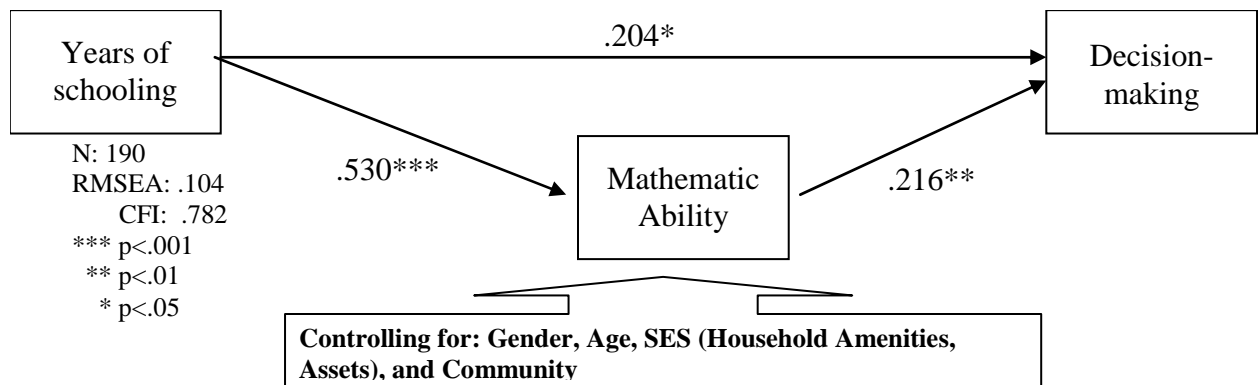 .204*
Years of
schooling
Decision-
making
N: 190
RMSEA: .104
CFI: .782
*** p<.001
** p<.01
* p<.05
.530***
Mathematic
Ability
.216**
Controlling for: Gender, Age, SES (Household Amenities,
Assets), and Community